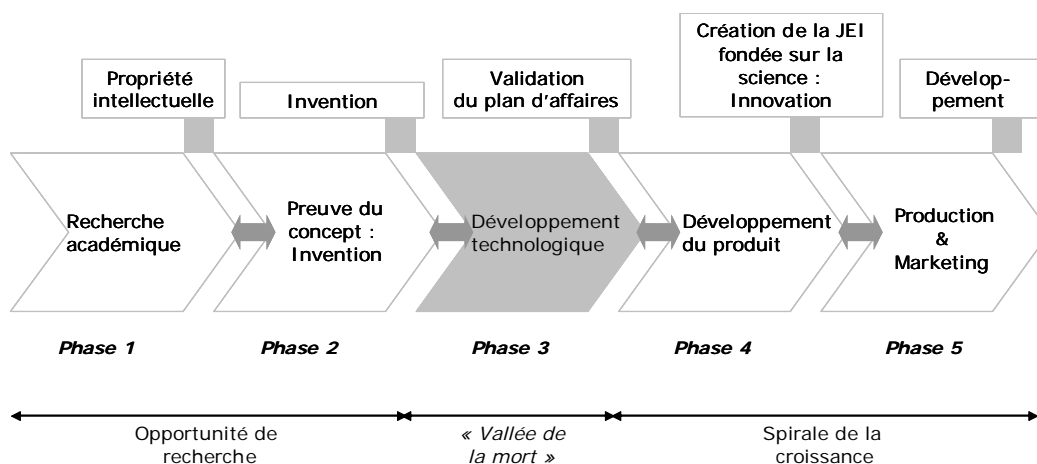 Propriété
intellectuelle
Invention
Validation
du plan d'affaires
Création de la JEI
fondée sur la
science :
Innovation
Dévelop-
pement
Recherche
académique
Preuve du
concept :
Invention
Développement
technologique
Développement
du produit
Production
&
Marketing
Phase 1
Phase 2
Phase 3
Phase 4
Phase 5
Opportunité de
recherche
« Vallée de
la mort »
Spirale de la
croissance